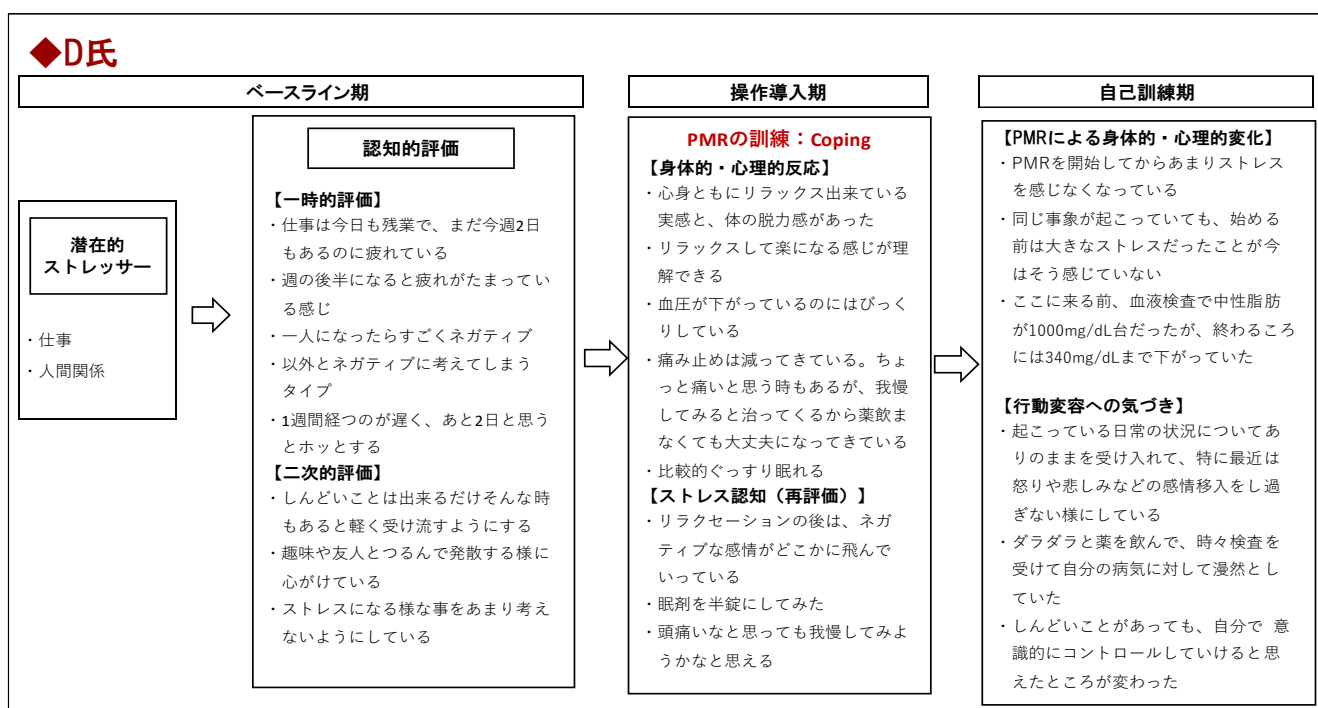 ◆D氏
ベースライン期
潜在的
ストレッサー
・仕事
・人間関係
認知的評価
【一時的評価】
・仕事は今日も残業で、まだ今週2日
もあるのに疲れている
・週の後半になると疲れがたまってい
る感じ
・一人になったらすごくネガティブ
・以外とネガティブに考えてしまう
タイプ
・1週間経つのが遅く、あと2日と思う
とホッとする
【二次的評価】
・しんどいことは出来るだけそんな時
もあると軽く受け流すようにする
・趣味や友人とつるんで発散する様に
心がけている
・ストレスになる様な事をあまり考え
ないようにしている
操作導入期
PMRの訓練：Coping
【身体的・心理的反応】
・心身ともにリラックス出来ている
実感と、体の脱力感があった
・リラックスして楽になる感じが理
解できる
・血圧が下がっているのにはびっく
りしている
・痛み止めは減ってきている。ちょ
っと痛いと思う時もあるが、我慢
してみると治ってくるから薬飲ま
なくても大丈夫になってきている
・比較的ぐっすり眠れる
【ストレス認知（再評価）】
・リラクセーションの後は、ネガ
ティブな感情がどこかに飛んで
いっている
・眠剤を半錠にしてみた
・頭痛いなと思っても我慢してみよ
うかなと思える
自己訓練期
【PMRによる身体的・心理的変化】
・PMRを開始してからあまりストレス
を感じなくなっている
・同じ事象が起こっていても、始める
前は大きなストレスだったことが今
はそう感じていない
・ここに来る前、血液検査で中性脂肪
が1000mg/dL台だったが、終わるころ
には340mg/dLまで下がっていた
【行動変容への気づき】
・起こっている日常の状況についてあ
りのままを受け入れて、特に最近は
怒りや悲しみなどの感情移入をし過
ぎない様にしている
・ダラダラと薬を飲んで、時々検査を
受けて自分の病気に対して漫然とし
ていた
・しんどいことがあっても、自分で 意
識的にコントロールしていけると思
えたところが変わった